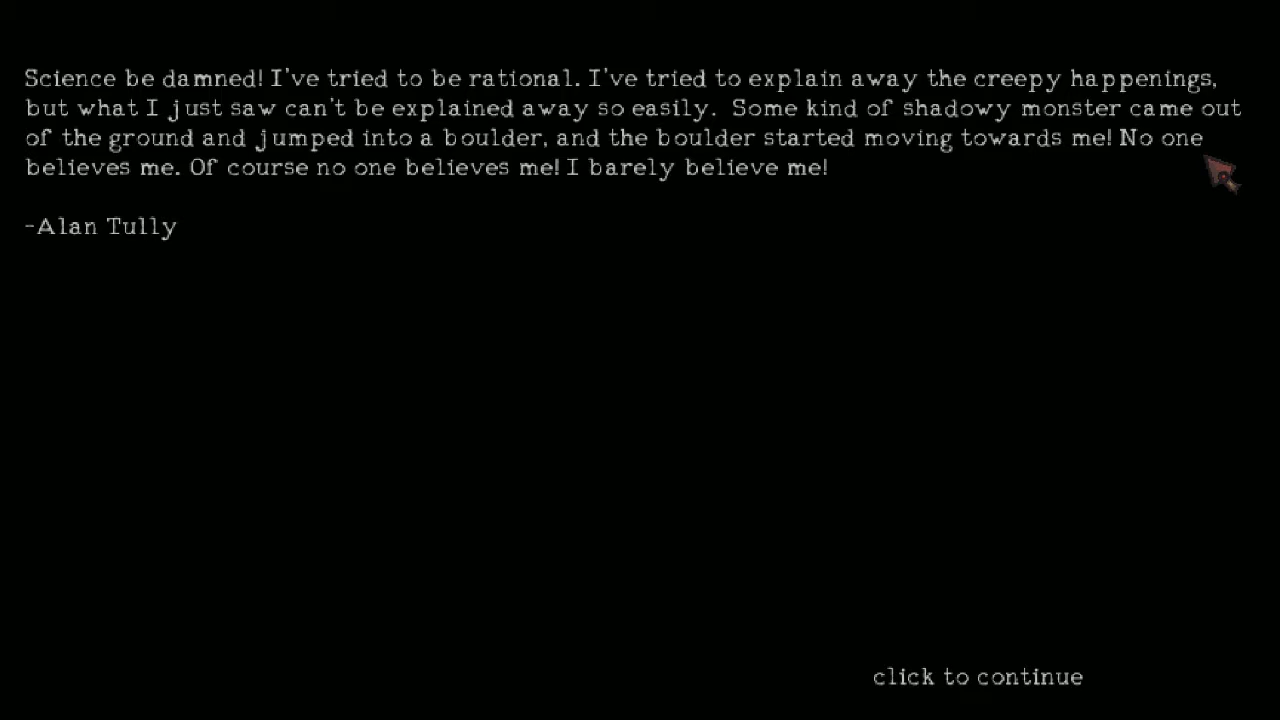 Science be damned! I've tried to be rational. I've tried to explain away the creepy happenings,
but what I just saw can't be explained away so easily.  Some kind of shadowy monster came out
of the ground and jumped into a boulder, and the boulder started moving towards me! No one
believes me. Of course no one believes me! I barely believe me!
-Alan Tully
click to continue